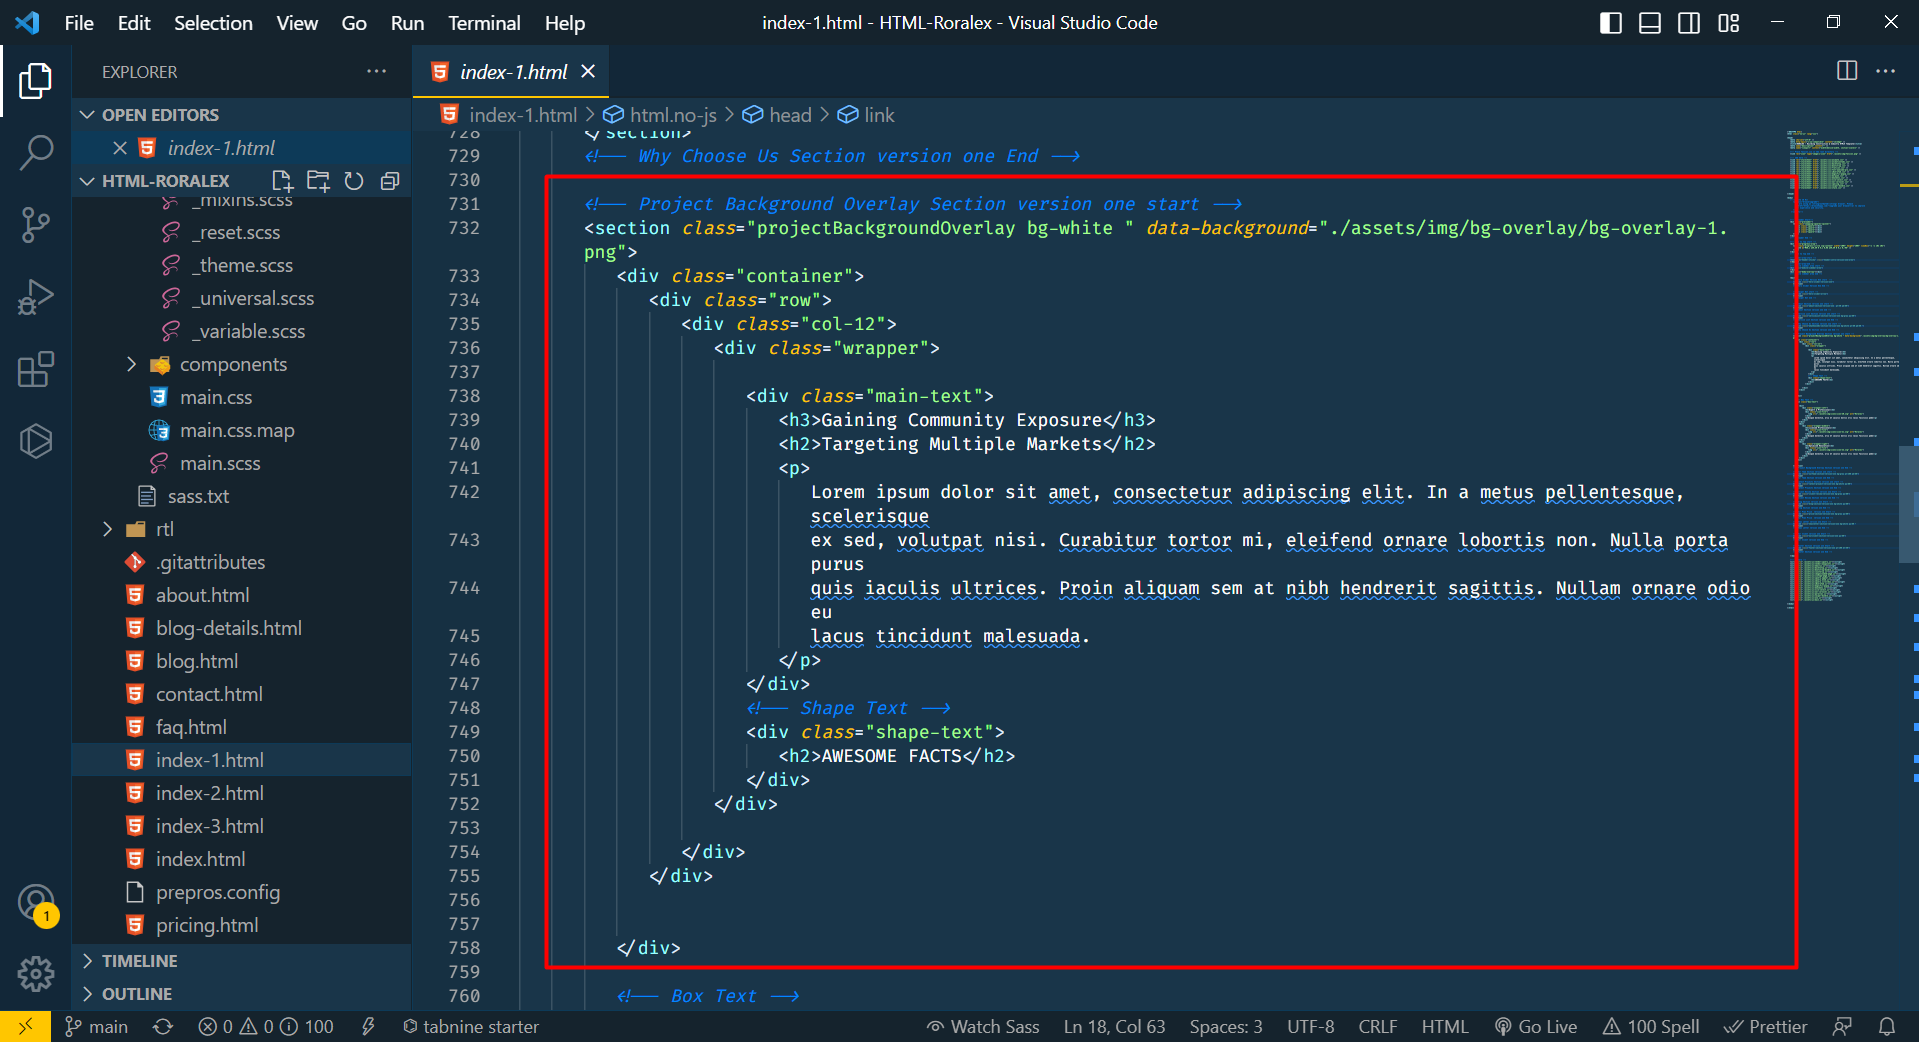 File Edit Selection View Go Run Terminal Help
index-1.html - HTML-Roralex - Visual Studio Code
EXPLORER
OPEN EDITORS
index-1.html
HTML-RORALEX
_mixins.scss
_reset.scss
_theme.scss
_universal.scss
_variable.scss
components
main.css
main.css.map
main.scss
sass.txt
rtl
.gitattributes
about.html
blog-details.html
blog.html
contact.html
faq.html
index-1.html
index-2.html
index-3.html
index.html
prepros.config
pricing.html
TIMELINE
OUTLINE
1
index-1.html
index-1.html > html.no-js > head > link
728 </section>
729 <!-- Why Choose Us Section version one End -->
730
731 <!-- Project Background Overlay Section version one start -->
732 <section class="projectBackgroundOverlay bg-white " data-background="./assets/img/bg-overlay/bg-overlay-1.
png">
733 <div class="container">
734 <div class="row">
735 <div class="col-12">
736 <div class="wrapper">
737
738 <div class="main-text">
739 <h3>Gaining Community Exposure</h3>
740 <h2>Targeting Multiple Markets</h2>
741 <p>
742 Lorem ipsum dolor sit amet, consectetur adipiscing elit. In a metus pellentesque,
scelerisque
743 ex sed, volutpat nisi. Curabitur tortor mi, eleifend ornare lobortis non. Nulla porta
purus
744 quis iaculis ultrices. Proin aliquam sem at nibh hendrerit sagittis. Nullam ornare odio
eu
745 lacus tincidunt malesuada.
746 </p>
747 </div>
748 <!-- Shape Text -->
749 <div class="shape-text">
750 <h2>AWESOME FACTS</h2>
751 </div>
752 </div>
753
754 </div>
755 </div>
756
757
758 </div>
759
760 <!-- Box Text -->
main 0 0 100 tabnine starter Watch Sass Ln 18, Col 63 Spaces: 3 UTF-8 CRLF HTML Go Live 100 Spell Prettier